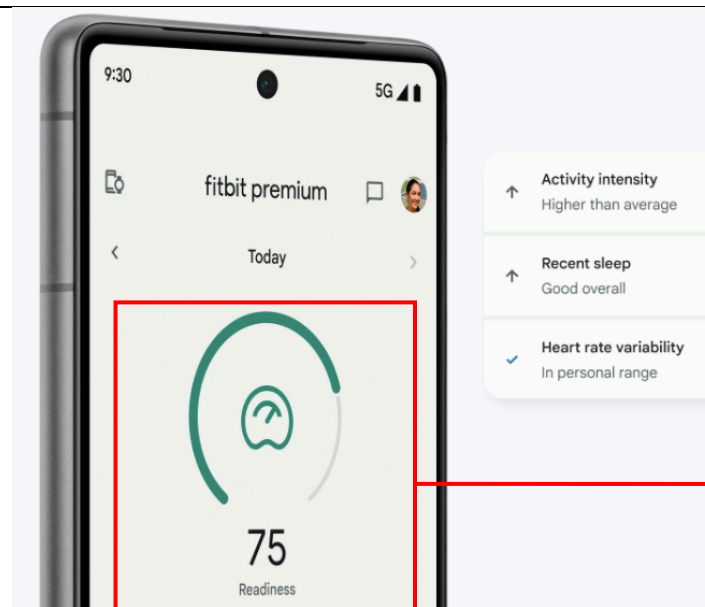 9:30
5G
fitbit premium
Today
75
Readiness
Activity intensity
Higher than average
Recent sleep
Good overall
Heart rate variability
In personal range